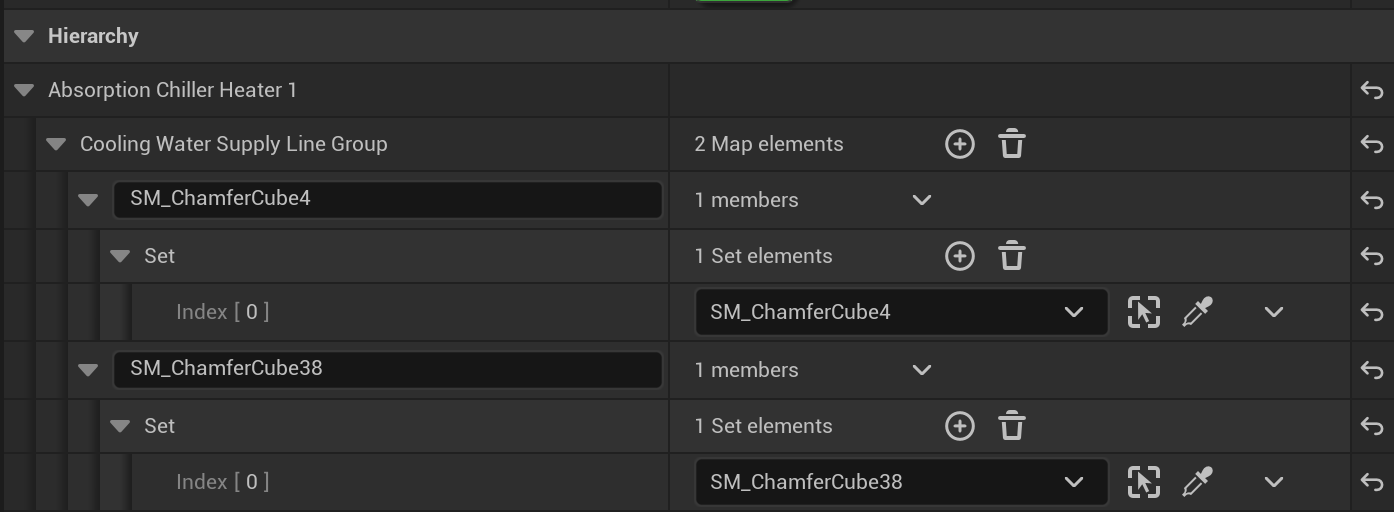 Hierarchy
Absorption Chiller Heater 1
Cooling Water Supply Line Group 2 Map elements
SM_ChamferCube4 1 members
Set 1 Set elements
Index [ 0 ] SM_ChamferCube4
SM_ChamferCube38 1 members
Set 1 Set elements
Index [ 0 ] SM_ChamferCube38